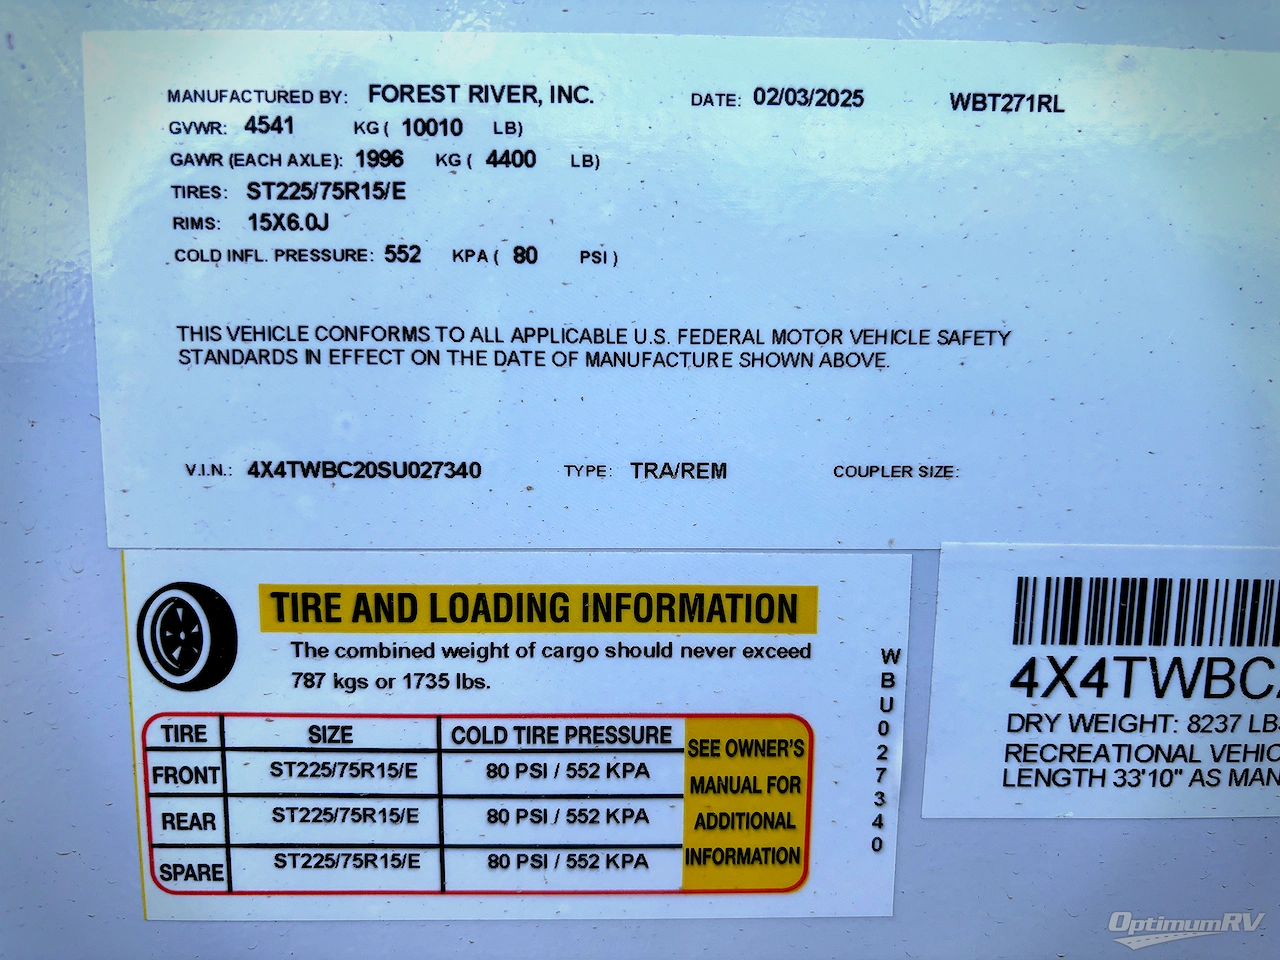 MANUFACTURED BY: FOREST RIVER, INC. DATE: 02/03/2025 WBT271RL
GVWR: 4541 KG ( 10010 LB)
GAWR (EACH AXLE): 1996 KG ( 4400 LB)
TIRES: ST225/75R15/E
RIMS: 15X6.0J
COLD INFL. PRESSURE: 552 KPA ( 80 PSI )
THIS VEHICLE CONFORMS TO ALL APPLICABLE U.S. FEDERAL MOTOR VEHICLE SAFETY
STANDARDS IN EFFECT ON THE DATE OF MANUFACTURE SHOWN ABOVE.
V.I.N.: 4X4TWBC20SU027340 TYPE: TRA/REM COUPLER SIZE:
TIRE AND LOADING INFORMATION
The combined weight of cargo should never exceed
787 kgs or 1735 lbs.
TIRE SIZE COLD TIRE PRESSURE
FRONT ST225/75R15/E 80 PSI / 552 KPA
REAR ST225/75R15/E 80 PSI / 552 KPA
SPARE ST225/75R15/E 80 PSI / 552 KPA
SEE OWNER'S
MANUAL FOR
ADDITIONAL
INFORMATION
WBU027340
4X4TWBC
DRY WEIGHT: 8237 LB
RECREATIONAL VEHIC
LENGTH 33'10" AS MAN
OptimumRV